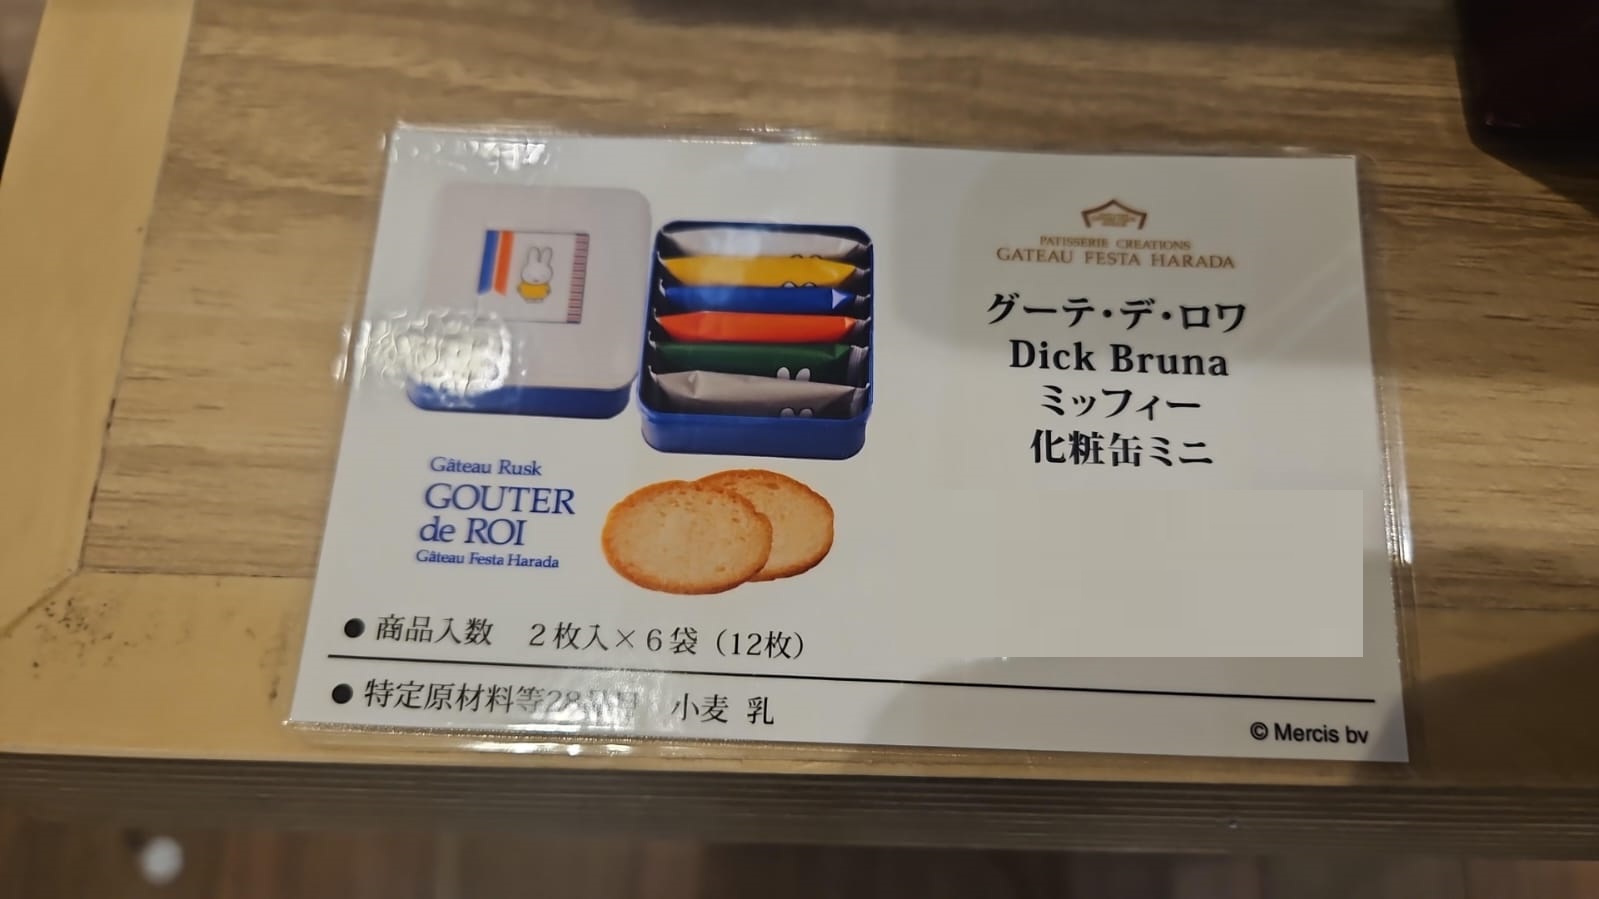 PATISSERIE CREATIONS
GATEAU FESTA HARADA
グーテ・デ・ロワ
Dick Bruna
ミッフィー
化粧缶ミニ
Gâteau Rusk
GOUTER
de ROI
Gâteau Festa Harada
●商品入数 2枚入×6袋(12枚)
●特定原材料等28品目 小麦 乳
© Mercis bv